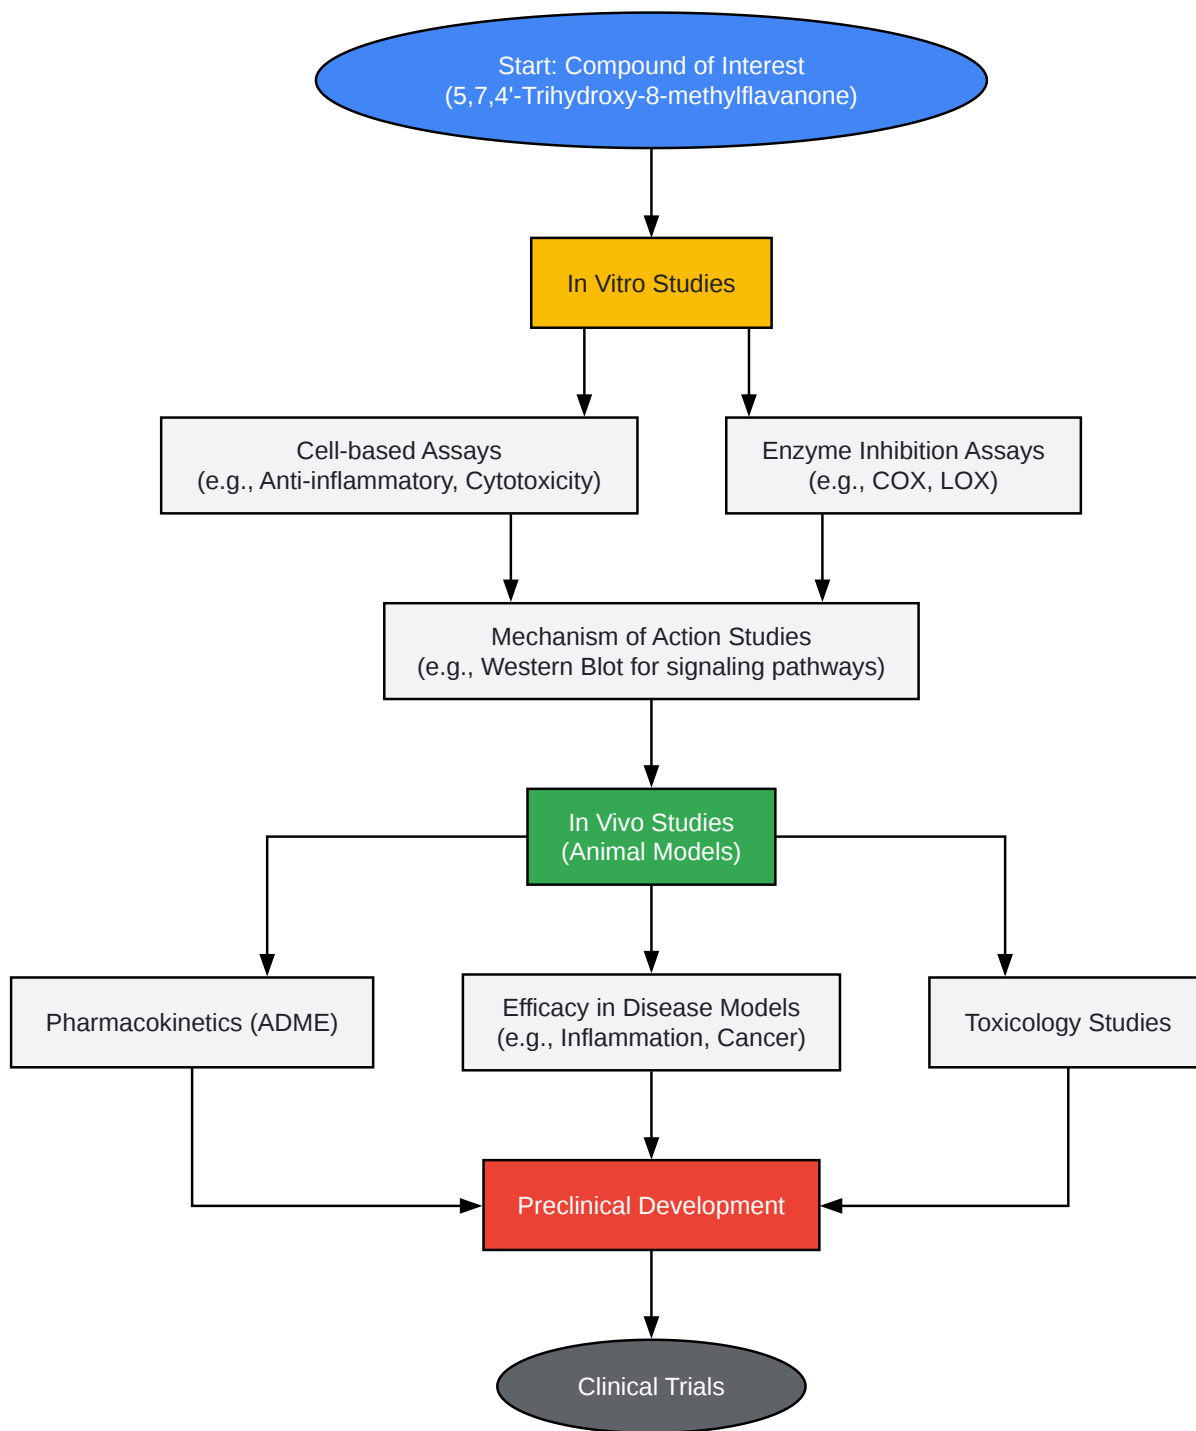 Start: Compound of Interest
(5,7,4'-Trihydroxy-8-methylflavanone)
In Vitro Studies
Cell-based Assays
(e.g., Anti-inflammatory, Cytotoxicity)
Enzyme Inhibition Assays
(e.g., COX, LOX)
Mechanism of Action Studies
(e.g., Western Blot for signaling pathways)
In Vivo Studies
(Animal Models)
Pharmacokinetics (ADME)
Efficacy in Disease Models
(e.g., Inflammation, Cancer)
Toxicology Studies
Preclinical Development
Clinical Trials